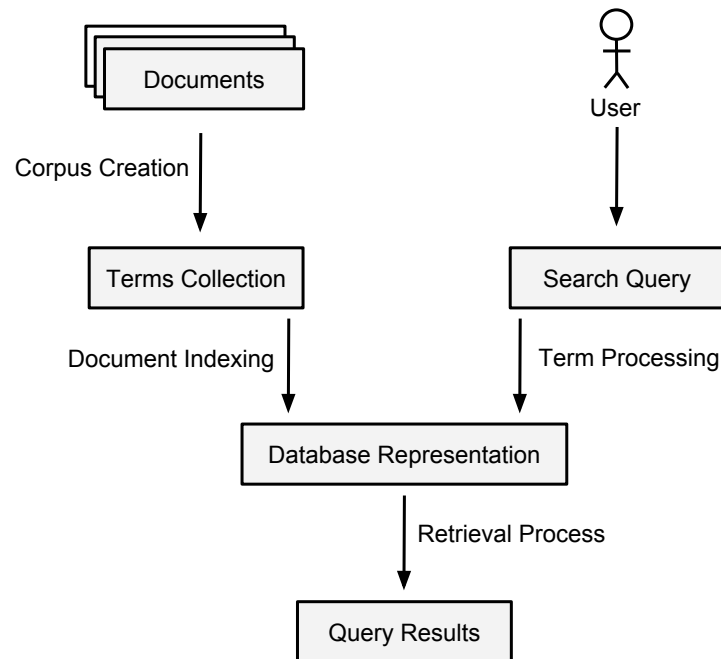 Documents
User
Corpus Creation
Terms Collection
Search Query
Document Indexing
Term Processing
Database Representation
Retrieval Process
Query Results